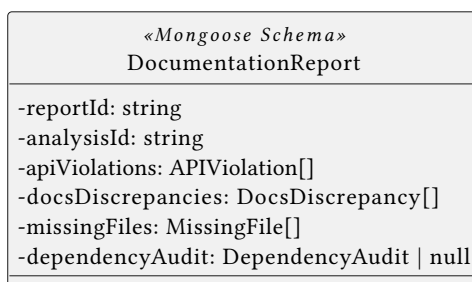 «Mongoose Schema»
DocumentationReport
-reportId: string
-analysisId: string
-apiViolations: APIViolation[]
-docsDiscrepancies: DocsDiscrepancy[]
-missingFiles: MissingFile[]
-dependencyAudit: DependencyAudit | null